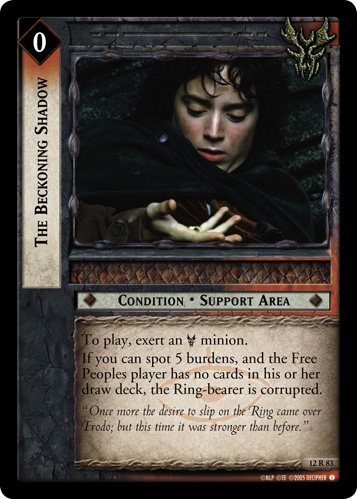 0
THE BECKONING SHADOW
CONDITION • SUPPORT AREA
To play, exert an minion.
If you can spot 5 burdens, and the Free
Peoples player has no cards in his or her
draw deck, the Ring-bearer is corrupted.
“Once more the desire to slip on the Ring came over
Frodo; but this time it was stronger than before.”
12 R 83
©NLP ©TE ©2005 DECIPHER